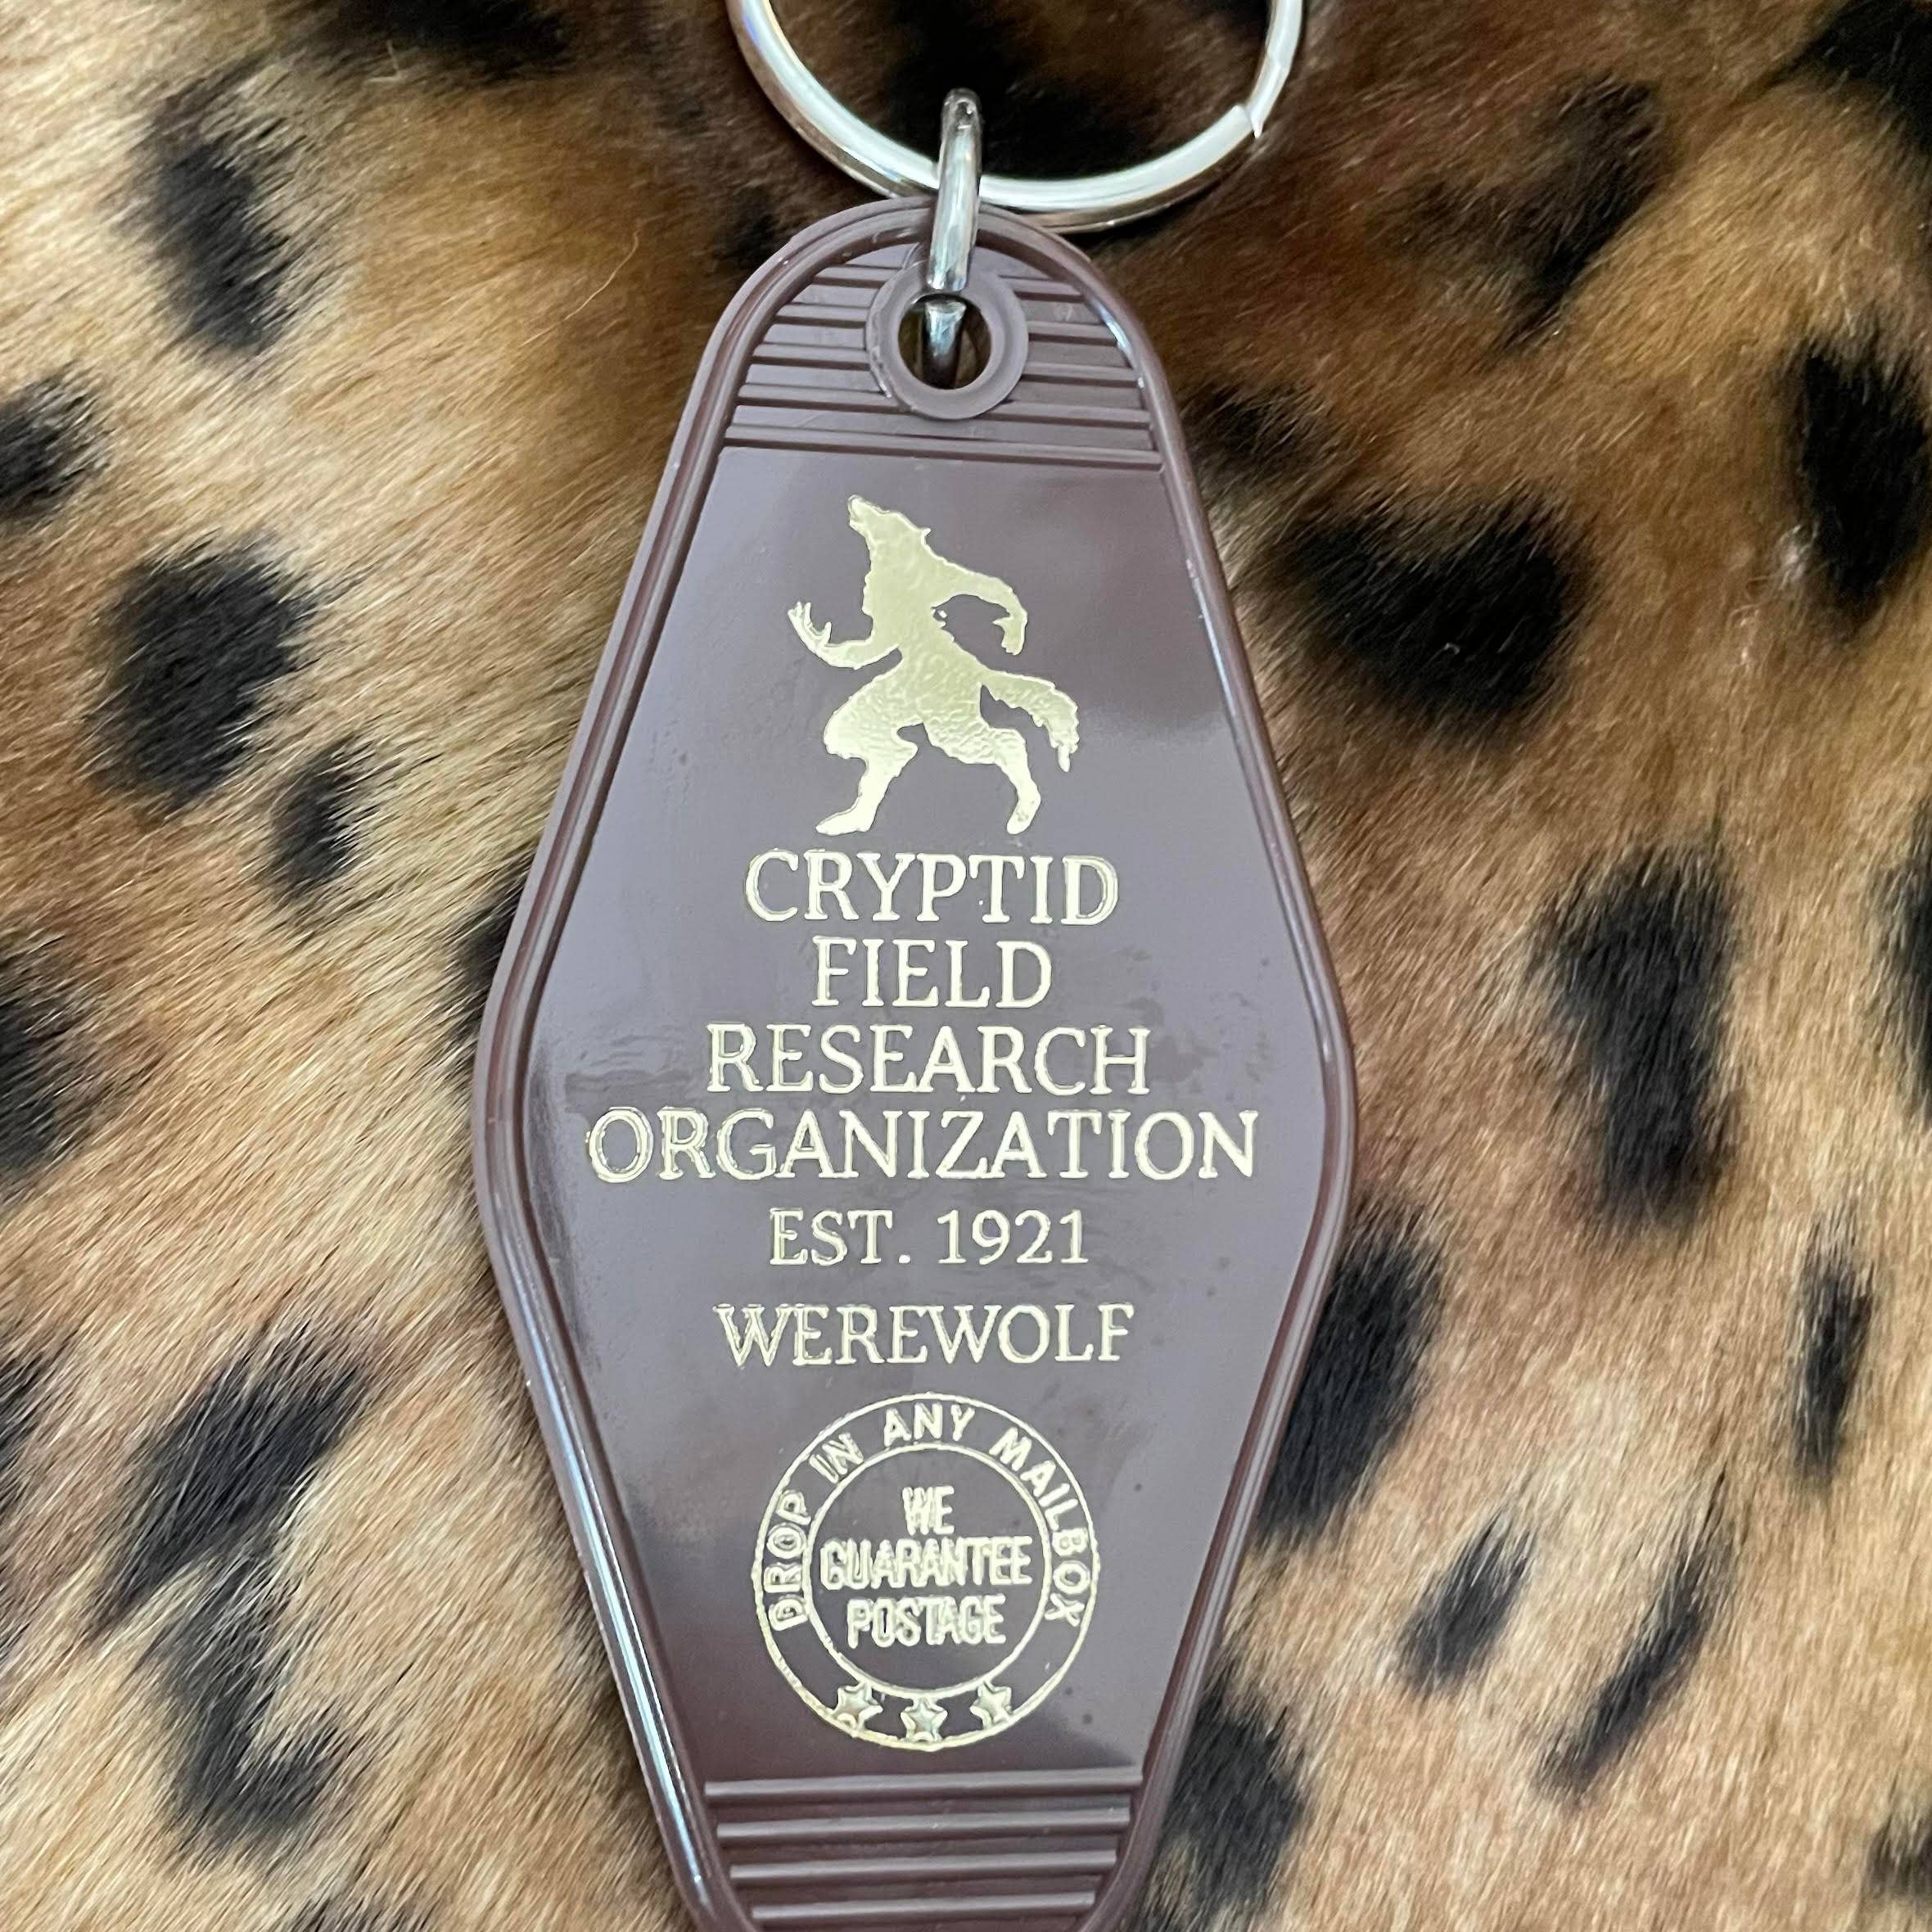 CRYPTID
FIELD
RESEARCH
ORGANIZATION
EST. 1921
WEREWOLF
DROP IN ANY MAILBOX
WE
GUARANTEE
POSTAGE